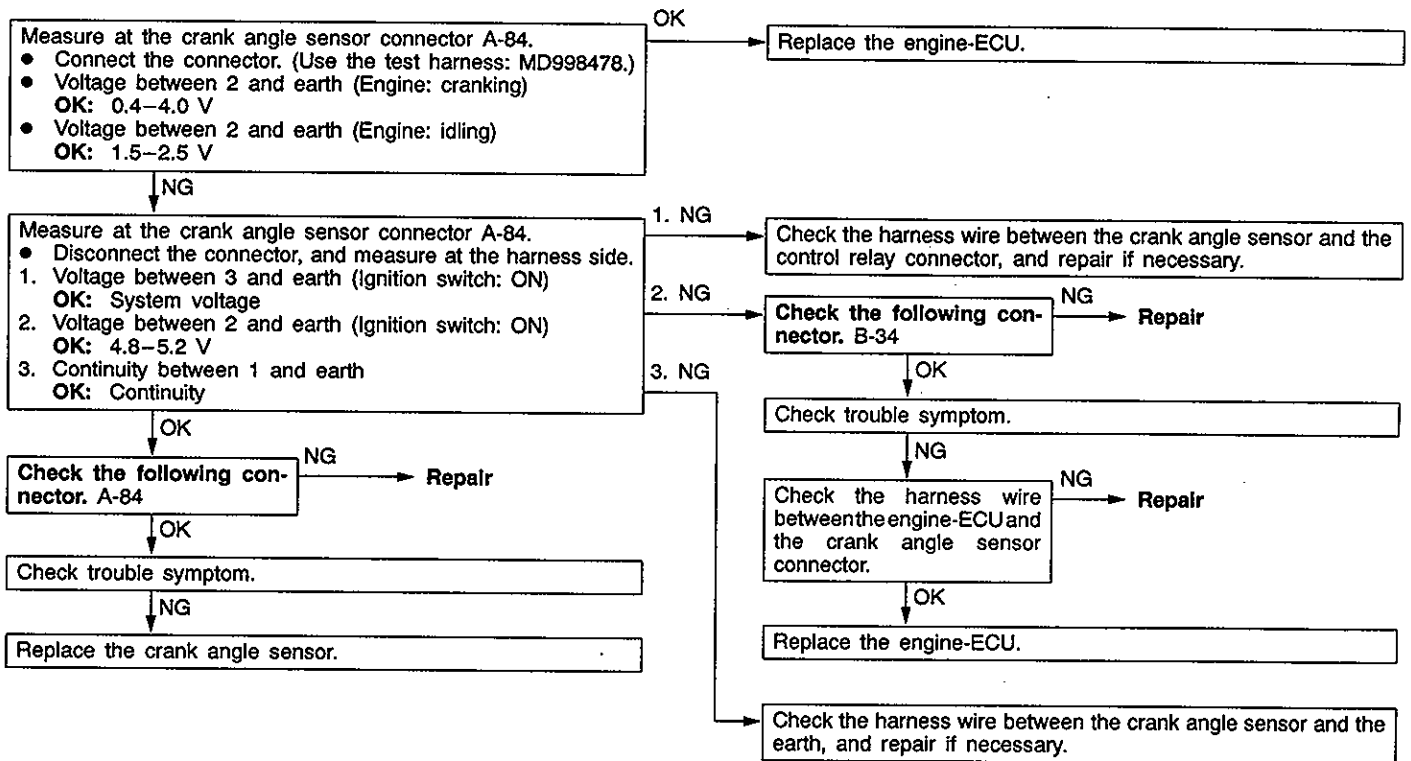 Measure at the crank angle sensor connector A-84.
● Connect the connector. (Use the test harness: MD998478.)
● Voltage between 2 and earth (Engine: cranking)
OK: 0.4–4.0 V
● Voltage between 2 and earth (Engine: idling)
OK: 1.5–2.5 V
OK
Replace the engine-ECU.
NG
Measure at the crank angle sensor connector A-84.
● Disconnect the connector, and measure at the harness side.
1. Voltage between 3 and earth (Ignition switch: ON)
OK: System voltage
2. Voltage between 2 and earth (Ignition switch: ON)
OK: 4.8–5.2 V
3. Continuity between 1 and earth
OK: Continuity
1. NG
Check the harness wire between the crank angle sensor and the
control relay connector, and repair if necessary.
2. NG
Check the following con-
nector. B-34
NG
Repair
OK
Check trouble symptom.
NG
Check the harness wire
between the engine-ECU and
the crank angle sensor
connector.
NG
Repair
OK
Replace the engine-ECU.
3. NG
Check the harness wire between the crank angle sensor and the
earth, and repair if necessary.
OK
Check the following con-
nector. A-84
NG
Repair
OK
Check trouble symptom.
NG
Replace the crank angle sensor.